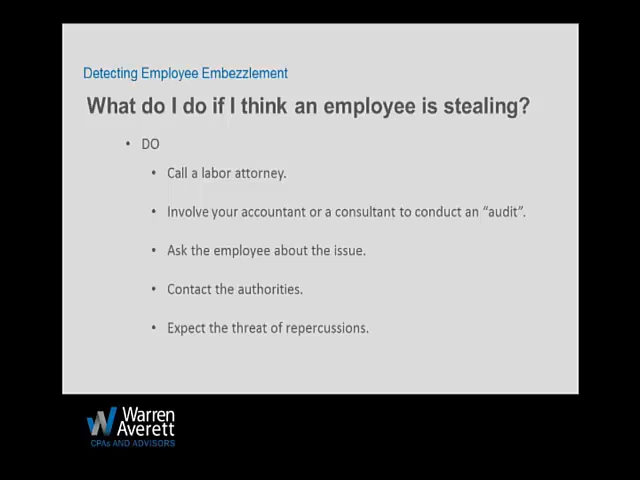 Detecting Employee Embezzlement
What do I do if I think an employee is stealing?
• DO
• Call a labor attorney.
• Involve your accountant or a consultant to conduct an “audit”.
• Ask the employee about the issue.
• Contact the authorities.
• Expect the threat of repercussions.
Warren
Averett
CPAs AND ADVISORS